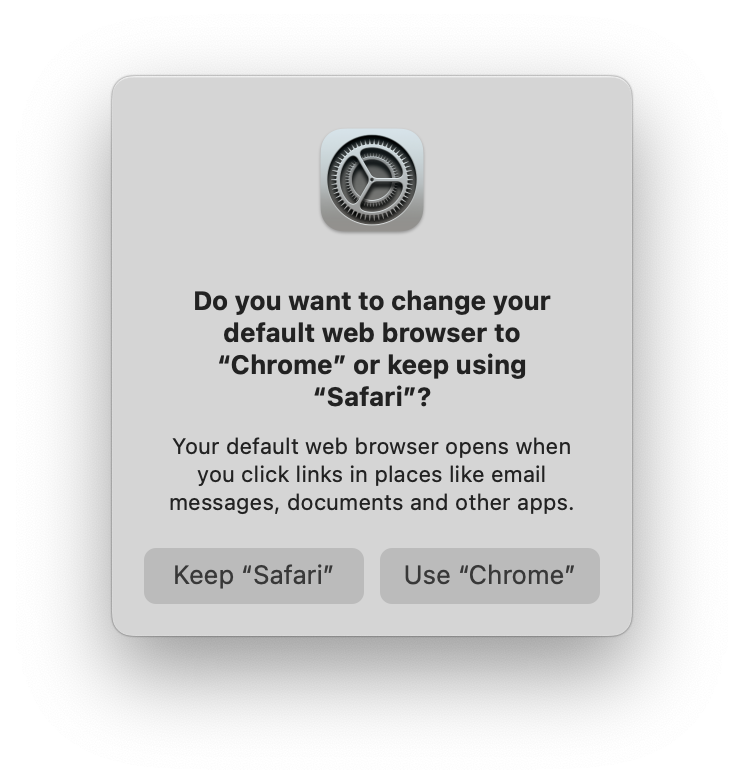 Do you want to change your
default web browser to
“Chrome” or keep using
“Safari”?
Your default web browser opens when
you click links in places like email
messages, documents and other apps.
Keep “Safari”
Use “Chrome”